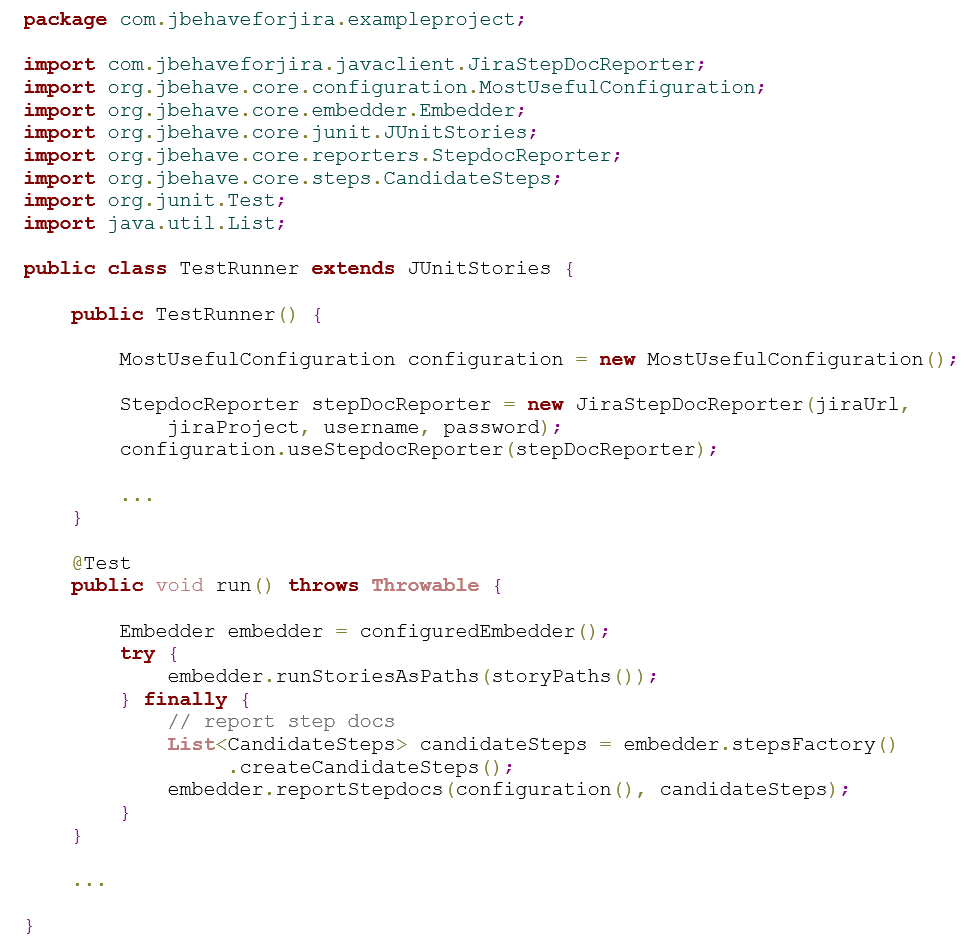 package com.jbehaveforjira.exampleproject;
import com.jbehaveforjira.javaclient.JiraStepDocReporter;
import org.jbehave.core.configuration.MostUsefulConfiguration;
import org.jbehave.core.embedder.Embedder;
import org.jbehave.core.junit.JUnitStories;
import org.jbehave.core.reporters.StepdocReporter;
import org.jbehave.core.steps.CandidateSteps;
import org.junit.Test;
import java.util.List;
public class TestRunner extends JUnitStories {
    public TestRunner() {
        MostUsefulConfiguration configuration = new MostUsefulConfiguration();
        StepdocReporter stepDocReporter = new JiraStepDocReporter(jiraUrl,
            jiraProject, username, password);
        configuration.useStepdocReporter(stepDocReporter);
        ...
    }
    @Test
    public void run() throws Throwable {
        Embedder embedder = configuredEmbedder();
        try {
            embedder.runStoriesAsPaths(storyPaths());
        } finally {
            // report step docs
            List<CandidateSteps> candidateSteps = embedder.stepsFactory()
                 .createCandidateSteps();
            embedder.reportStepdocs(configuration(), candidateSteps);
        }
    }
    ...
}